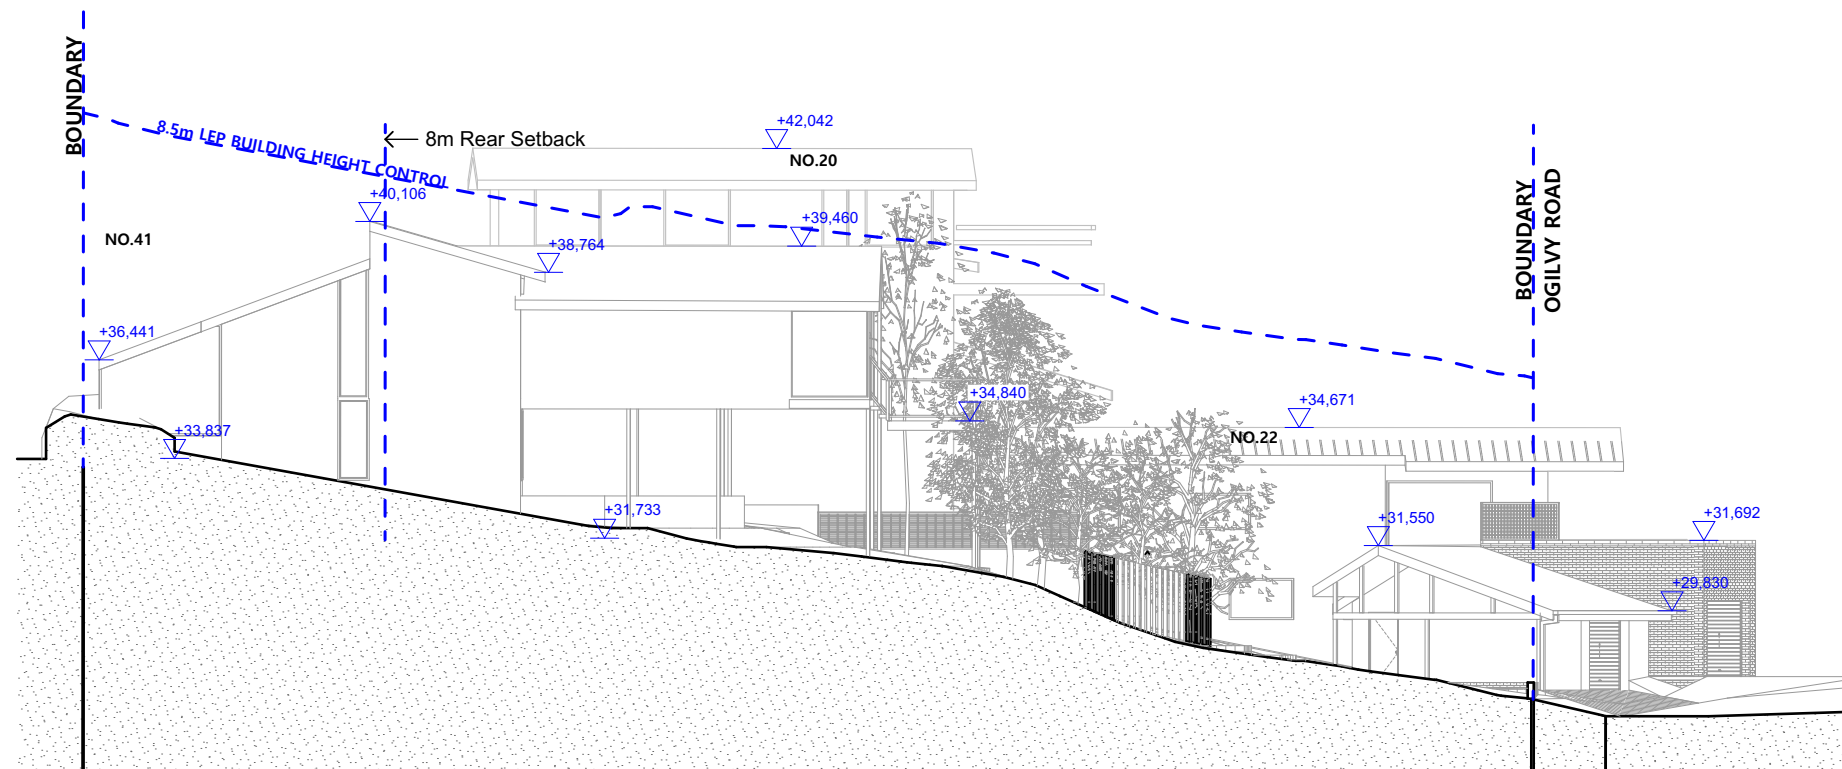 BOUNDARY
8.5m LEP BUILDING HEIGHT CONTROL
8m Rear Setback
+42,042
NO.20
+40,106
NO.41
+39,460
+38,764
BOUNDARY
OGILVY ROAD
+36,441
+34,840
+34,671
NO.22
+33,837
+31,733
+31,550
+31,692
+29,830